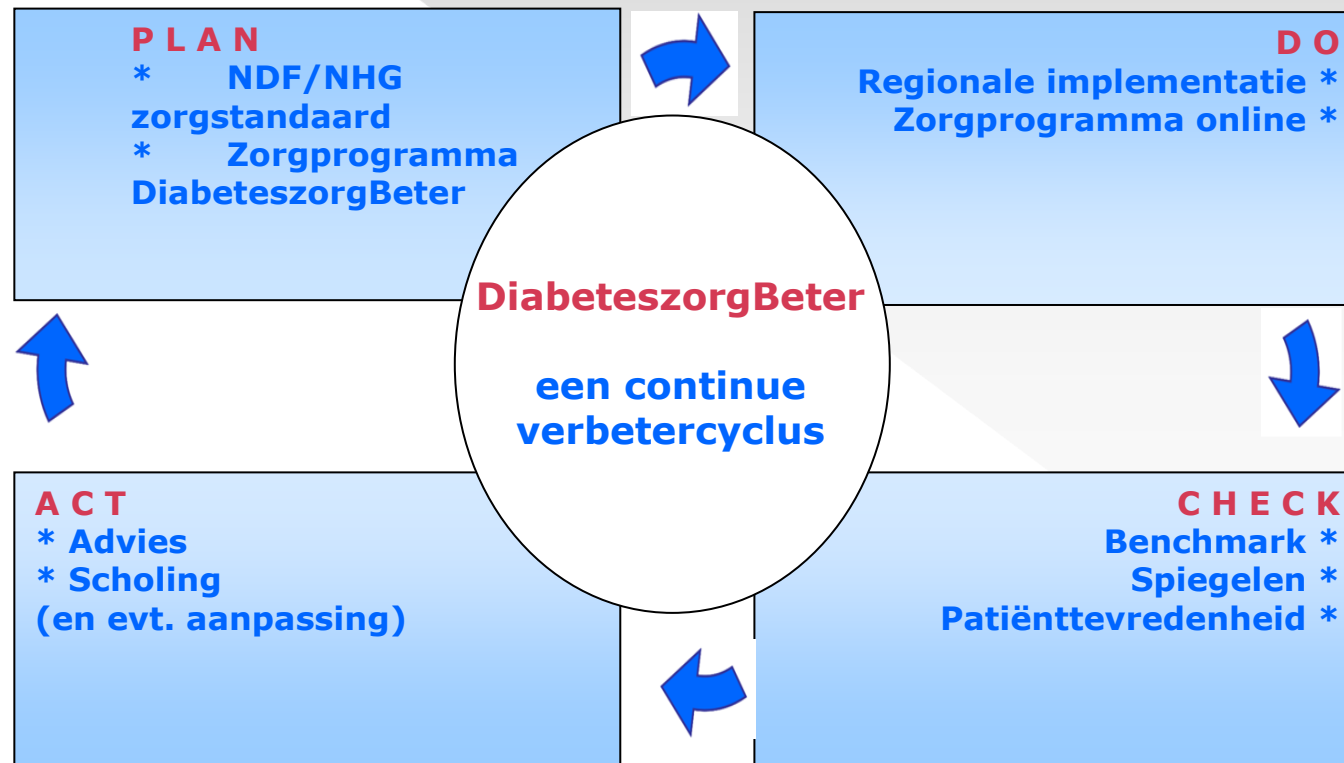 P L A N
* NDF/NHG
zorgstandaard
* Zorgprogramma
DiabeteszorgBeter
D O
Regionale implementatie *
Zorgprogramma online *
DiabeteszorgBeter
een continue
verbetercyclus
A C T
* Advies
* Scholing
(en evt. aanpassing)
C H E C K
Benchmark *
Spiegelen *
Patiënttevredenheid *